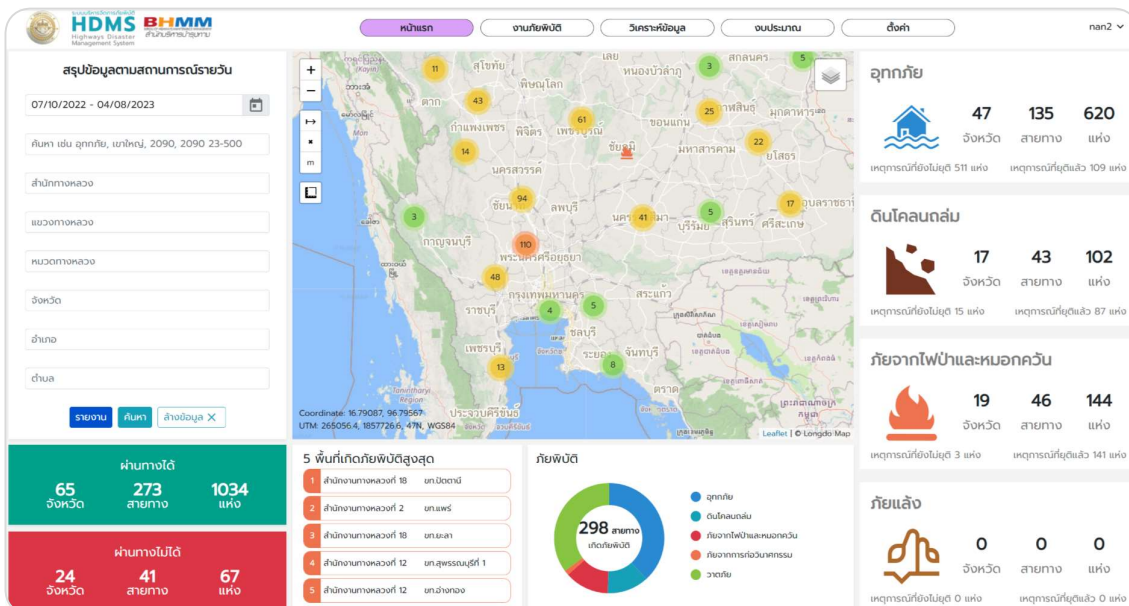 ระบบบริหารจัดการภัยพิบัติ
HDMS
Highways Disaster
Management System
BHMM
สำนักบริหารบำรุงทาง
หน้าแรก
งานภัยพิบัติ
วิเคราะห์ข้อมูล
งบประมาณ
ตั้งค่า
nan2
สรุปข้อมูลตามสถานการณ์รายวัน
07/10/2022 - 04/08/2023
ค้นหา เช่น อุทกภัย, เขาใหญ่, 2090, 2090 23-500
สำนักทางหลวง
แขวงทางหลวง
หมวดทางหลวง
จังหวัด
อำเภอ
ตำบล
รายงาน
ค้นหา
ล้างข้อมูล X
ผ่านทางได้
65 273 1034
จังหวัด สายทาง แห่ง
ผ่านทางไม่ได้
24 41 67
จังหวัด สายทาง แห่ง
+
−
m
สุโขทัย
เลย
หนองบัวลำภู
สกลนคร
11
3
5
พิษณุโลก
ตาก
43
กำแพงเพชร
พิจิตร
61
ขอนแก่น
25
มุกดาหาร
Mon
14
ชัยภูมิ
มหาสารคาม
22
ยโสธร
นครสวรรค์
94
ลพบุรี
3
41
5
17
บุรีรัมย์
สุรินทร์
ศรีสะเกษ
กาญจนบุรี
110
พระนครศรีอยุธยา
48
กรุงเทพมหานคร
สระแก้ว
ราชบุรี
4
5
ชลบุรี
เพชรบุรี
ระยอง
จันทบุรี
13
8
Tanintharyi
Region
ตราด
ประจวบคีรีขันธ์
Coordinate: 16.79087, 96.79567
UTM: 265056.4, 1857726.6, 47N, WGS84
Leaflet | © Longdo Map
5 พื้นที่เกิดภัยพิบัติสูงสุด
1 สำนักงานทางหลวงที่ 18 ขท.ปัตตานี
2 สำนักงานทางหลวงที่ 2 ขท.แพร่
3 สำนักงานทางหลวงที่ 18 ขท.ยะลา
4 สำนักงานทางหลวงที่ 12 ขท.สุพรรณบุรีที่ 1
5 สำนักงานทางหลวงที่ 12 ขท.อ่างทอง
ภัยพิบัติ
298 สายทาง
เกิดภัยพิบัติ
อุทกภัย
ดินโคลนถล่ม
ภัยจากไฟป่าและหมอกควัน
ภัยจากการก่อวินาศกรรม
วาตภัย
อุทกภัย
47 135 620
จังหวัด สายทาง แห่ง
เหตุการณ์ที่ยังไม่ยุติ 511 แห่ง เหตุการณ์ที่ยุติแล้ว 109 แห่ง
ดินโคลนถล่ม
17 43 102
จังหวัด สายทาง แห่ง
เหตุการณ์ที่ยังไม่ยุติ 15 แห่ง เหตุการณ์ที่ยุติแล้ว 87 แห่ง
ภัยจากไฟป่าและหมอกควัน
19 46 144
จังหวัด สายทาง แห่ง
เหตุการณ์ที่ยังไม่ยุติ 3 แห่ง เหตุการณ์ที่ยุติแล้ว 141 แห่ง
ภัยแล้ง
0 0 0
จังหวัด สายทาง แห่ง
เหตุการณ์ที่ยังไม่ยุติ 0 แห่ง เหตุการณ์ที่ยุติแล้ว 0 แห่ง